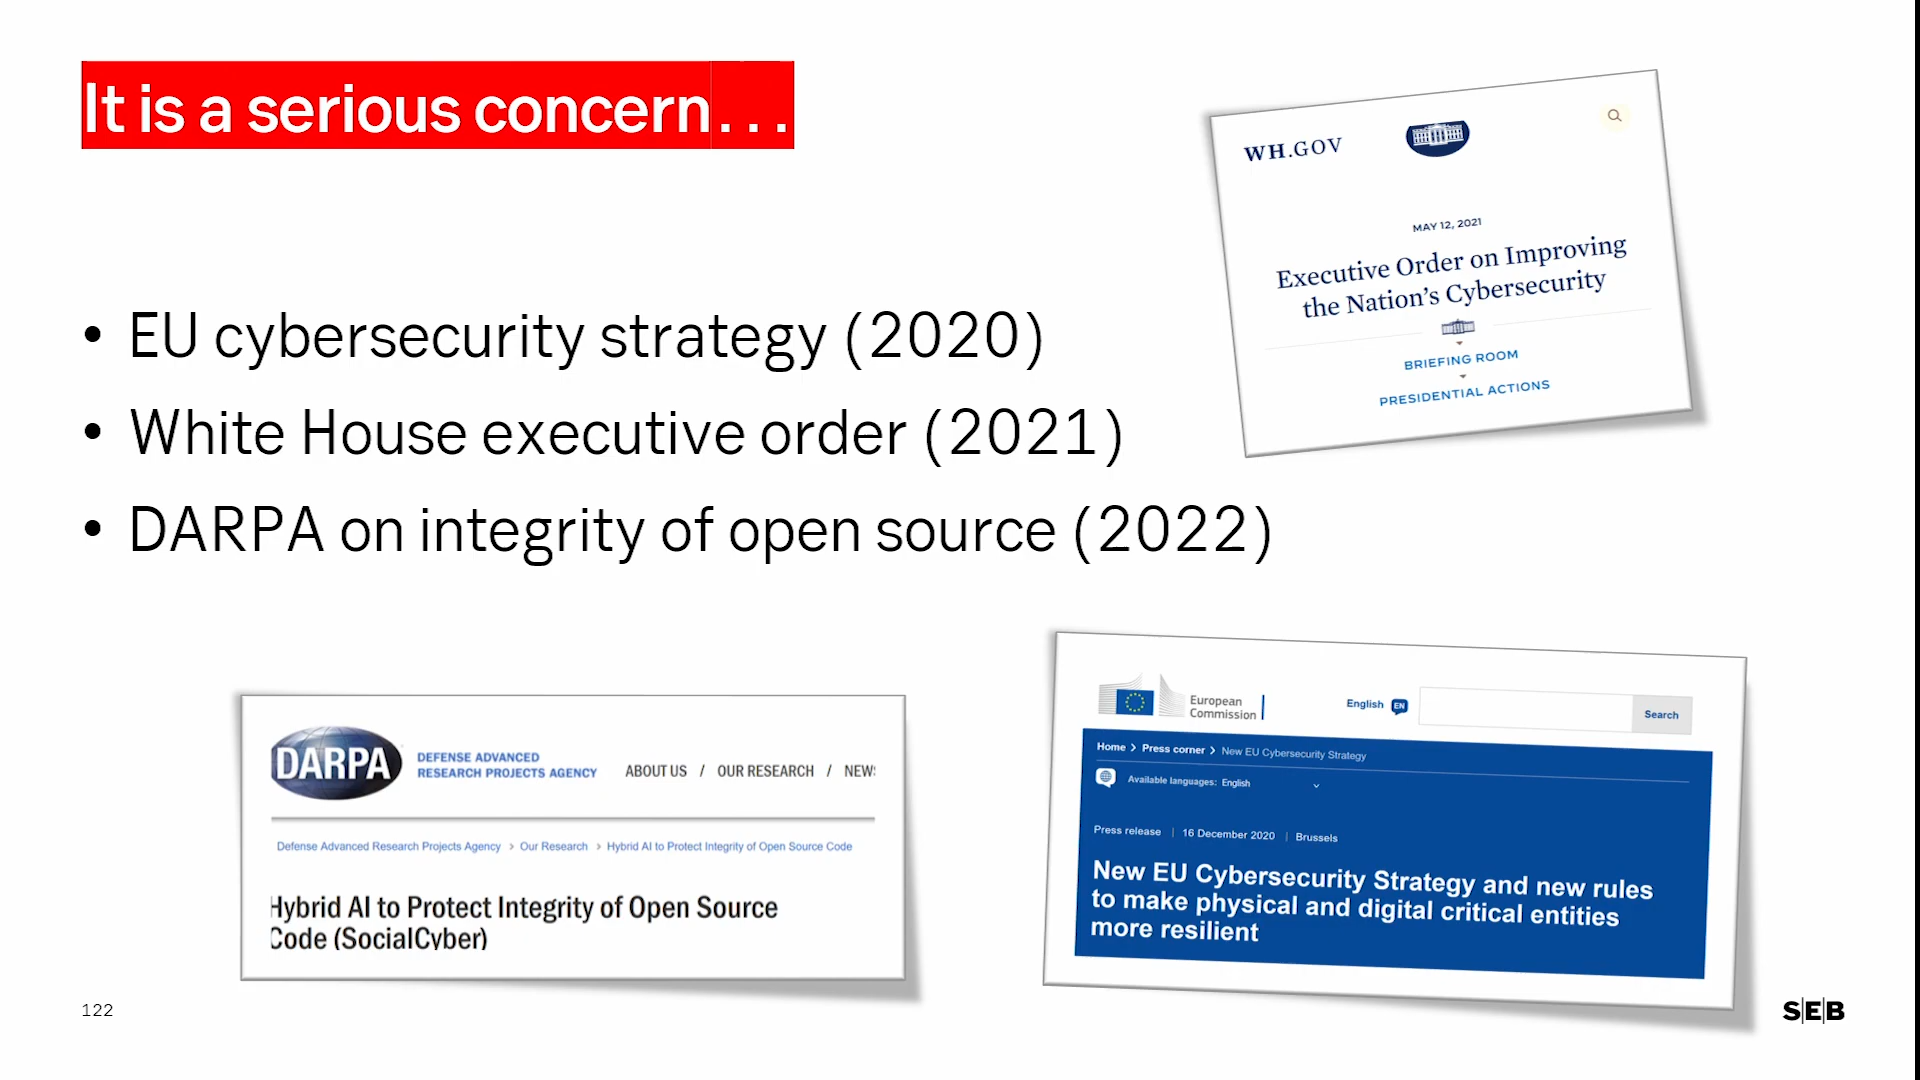 It is a serious concern...
• EU cybersecurity strategy (2020)
• White House executive order (2021)
• DARPA on integrity of open source (2022)
WH.GOV
MAY 12, 2021
Executive Order on Improving
the Nation's Cybersecurity
BRIEFING ROOM
PRESIDENTIAL ACTIONS
DARPA
DEFENSE ADVANCED
RESEARCH PROJECTS AGENCY
ABOUT US / OUR RESEARCH / NEWS
Defense Advanced Research Projects Agency > Our Research > Hybrid AI to Protect Integrity of Open Source Code
Hybrid AI to Protect Integrity of Open Source
Code (SocialCyber)
European
Commission
English EN
Search
Home > Press corner > New EU Cybersecurity Strategy
Available languages: English
Press release | 16 December 2020 | Brussels
New EU Cybersecurity Strategy and new rules
to make physical and digital critical entities
more resilient
122
SEB